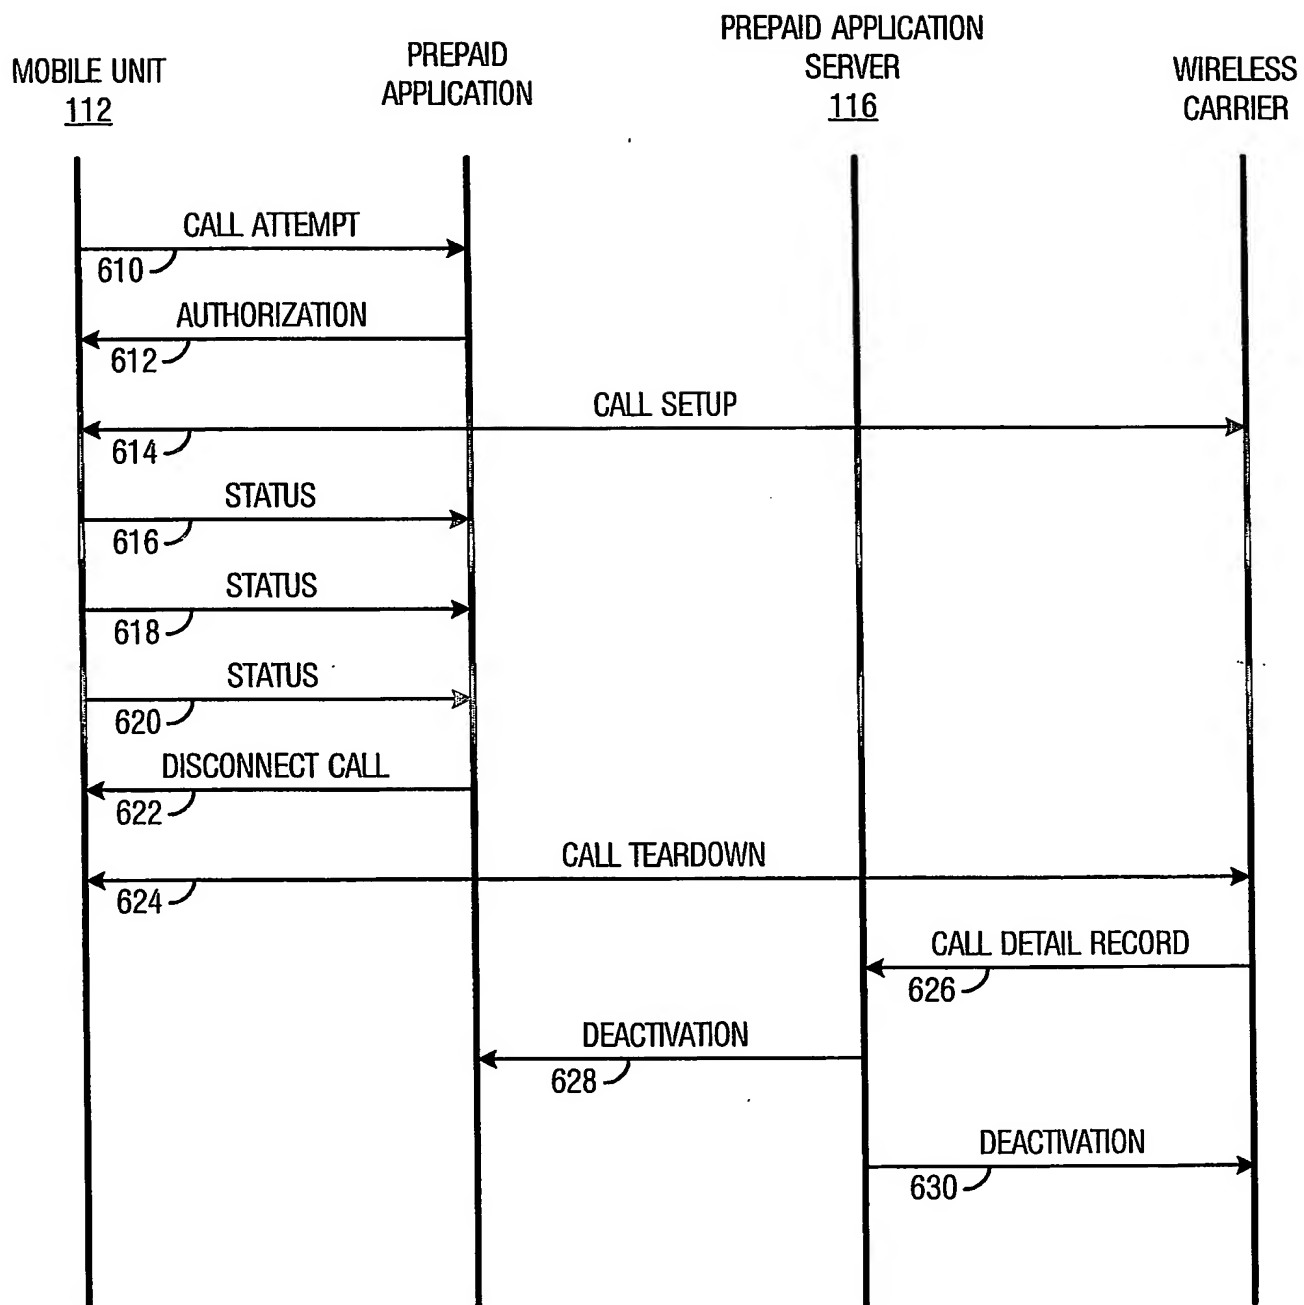 MOBILE UNIT
112
PREPAID
APPLICATION
PREPAID APPLICATION
SERVER
116
WIRELESS
CARRIER
CALL ATTEMPT
610
AUTHORIZATION
612
CALL SETUP
614
STATUS
616
STATUS
618
STATUS
620
DISCONNECT CALL
622
CALL TEARDOWN
624
CALL DETAIL RECORD
626
DEACTIVATION
628
DEACTIVATION
630